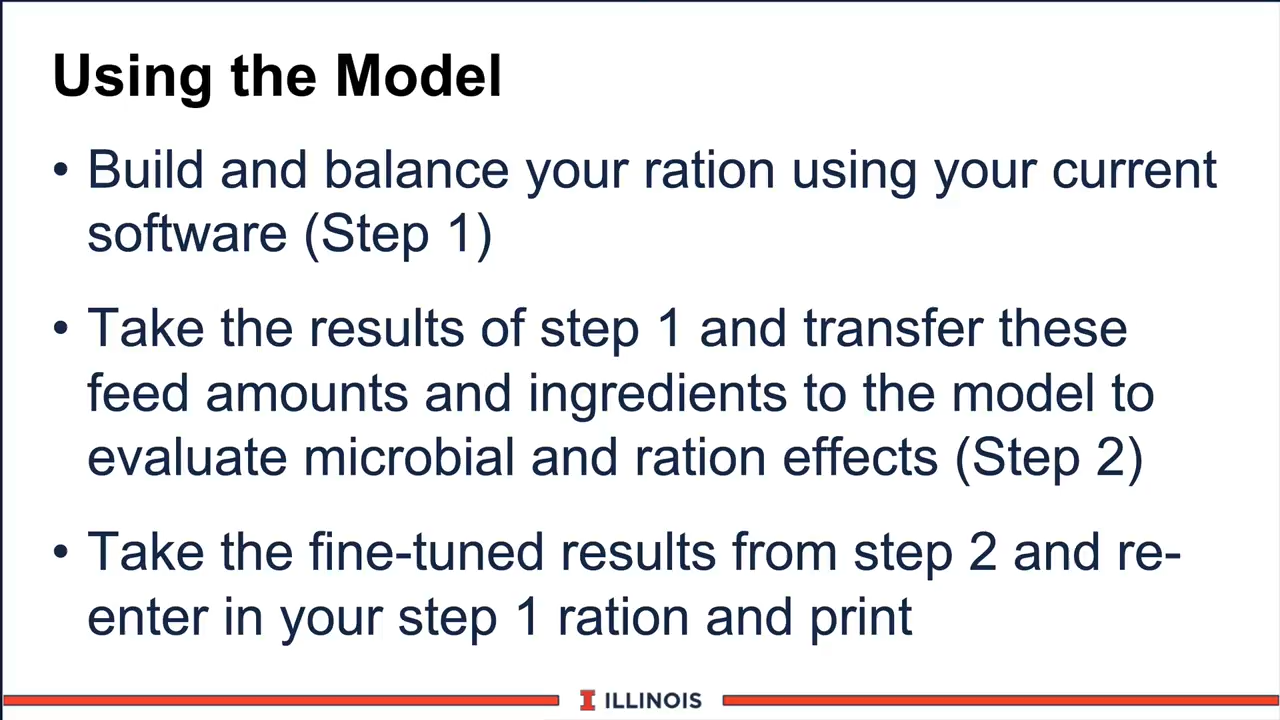 Using the Model
• Build and balance your ration using your current
software (Step 1)
• Take the results of step 1 and transfer these
feed amounts and ingredients to the model to
evaluate microbial and ration effects (Step 2)
• Take the fine-tuned results from step 2 and re-
enter in your step 1 ration and print
I ILLINOIS